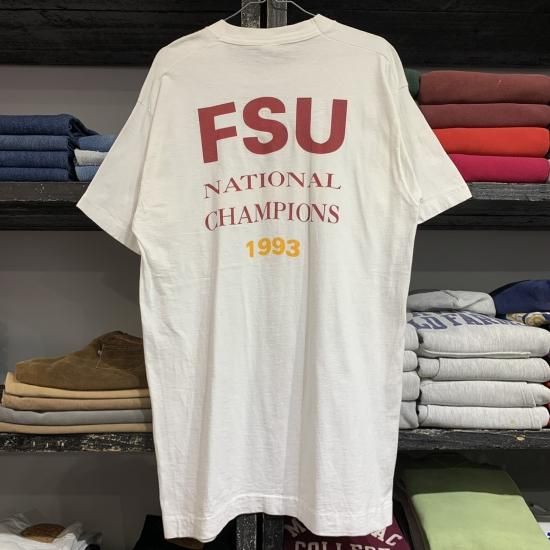 FSU
NATIONAL
CHAMPIONS
1993